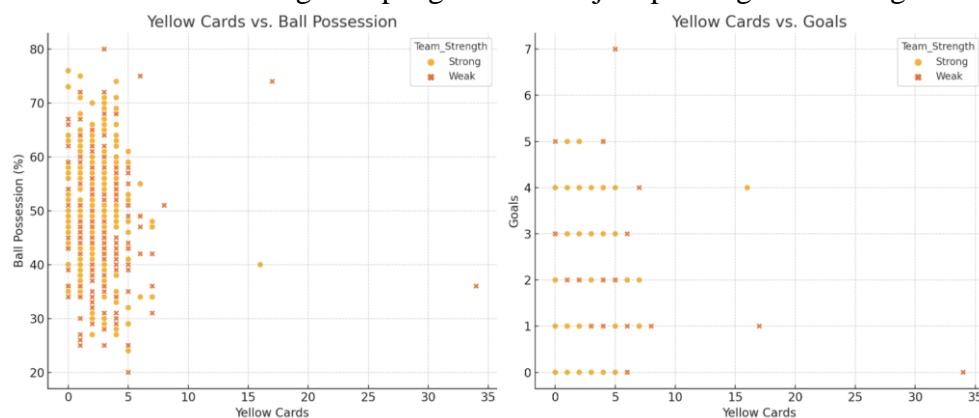 Yellow Cards vs. Ball Possession
Team_Strength
Strong
Weak
80
70
60
50
40
30
20
Ball Possession (%)
0 5 10 15 20 25 30 35
Yellow Cards
Yellow Cards vs. Goals
Team_Strength
Strong
Weak
7
6
5
4
3
2
1
0
Goals
0 5 10 15 20 25 30 35
Yellow Cards